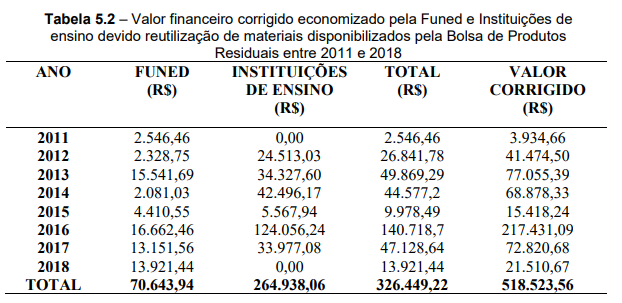 Tabela 5.2 – Valor financeiro corrigido economizado pela Funed e Instituições de
ensino devido reutilização de materiais disponibilizados pela Bolsa de Produtos
Residuais entre 2011 e 2018
ANO FUNED INSTITUIÇÕES TOTAL VALOR
(R$) DE ENSINO (R$) CORRIGIDO
(R$) (R$)
2011 2.546,46 0,00 2.546,46 3.934,66
2012 2.328,75 24.513,03 26.841,78 41.474,50
2013 15.541,69 34.327,60 49.869,29 77.055,39
2014 2.081,03 42.496,17 44.577,2 68.878,33
2015 4.410,55 5.567,94 9.978,49 15.418,24
2016 16.662,46 124.056,24 140.718,7 217.431,09
2017 13.151,56 33.977,08 47.128,64 72.820,68
2018 13.921,44 0,00 13.921,44 21.510,67
TOTAL 70.643,94 264.938,06 326.449,22 518.523,56